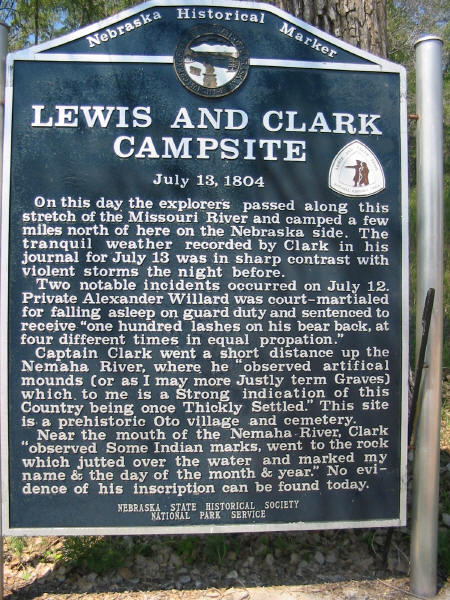 Nebraska Historical Marker
LEWIS AND CLARK
CAMPSITE
July 13, 1804
On this day the explorers passed along this
stretch of the Missouri River and camped a few
miles north of here on the Nebraska side. The
tranquil weather recorded by Clark in his
journal for July 13 was in sharp contrast with
violent storms the night before.
Two notable incidents occurred on July 12.
Private Alexander Willard was court-martialed
for falling asleep on guard duty and sentenced to
receive "one hundred lashes on his bear back, at
four different times in equal propation."
Captain Clark went a short distance up the
Nemaha River, where he "observed artifical
mounds (or as I may more Justly term Graves)
which to me is a Strong indication of this
Country being once Thickly Settled." This site
is a prehistoric Oto village and cemetery.
Near the mouth of the Nemaha River, Clark
"observed Some Indian marks, went to the rock
which jutted over the water and marked my
name & the day of the month & year." No evi-
dence of his inscription can be found today.
NEBRASKA STATE HISTORICAL SOCIETY
NATIONAL PARK SERVICE